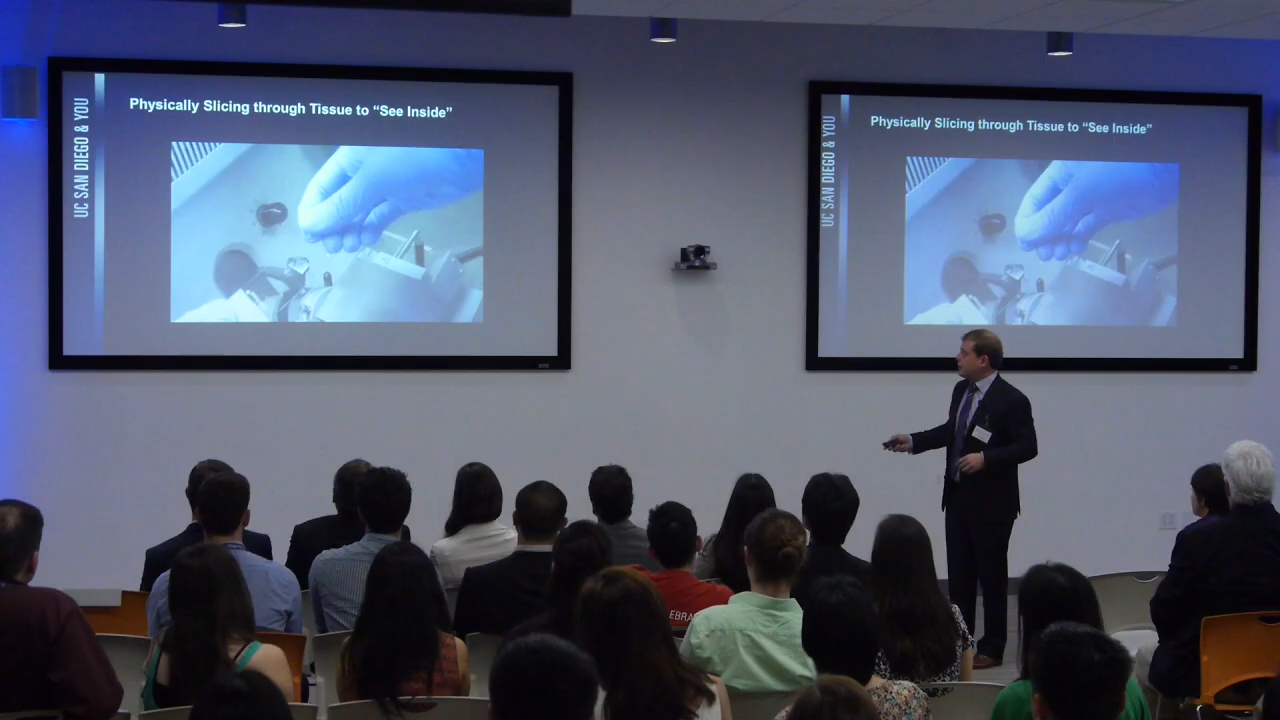 Physically Slicing through Tissue to “See Inside”
UC SAN DIEGO & YOU
Physically Slicing through Tissue to “See Inside”
UC SAN DIEGO & YOU
EBRA